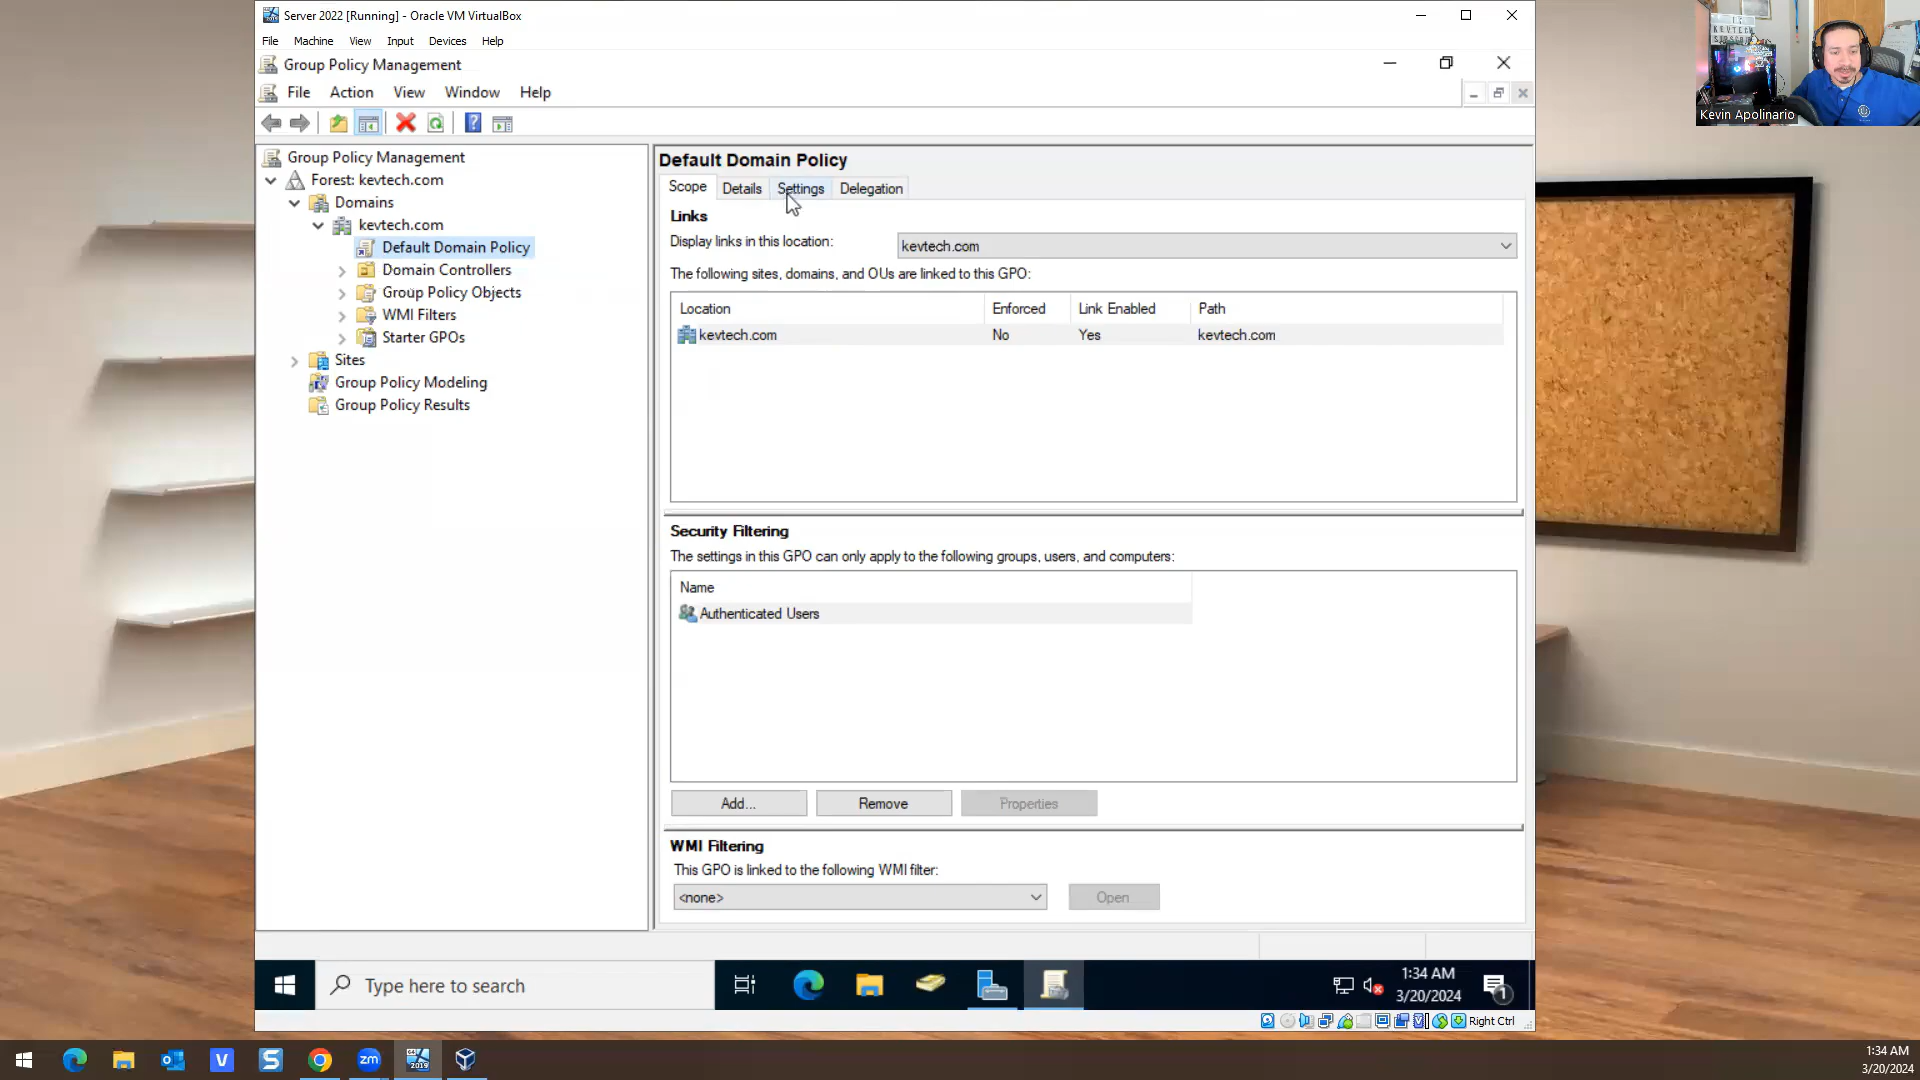 Server 2022 [Running] - Oracle VM VirtualBox
File Machine View Input Devices Help
Group Policy Management
File Action View Window Help
Group Policy Management
Forest: kevtech.com
Domains
kevtech.com
Default Domain Policy
Domain Controllers
Group Policy Objects
WMI Filters
Starter GPOs
Sites
Group Policy Modeling
Group Policy Results
Default Domain Policy
Scope Details Settings Delegation
Links
Display links in this location: kevtech.com
The following sites, domains, and OUs are linked to this GPO:
Location Enforced Link Enabled Path
kevtech.com No Yes kevtech.com
Security Filtering
The settings in this GPO can only apply to the following groups, users, and computers:
Name
Authenticated Users
Add... Remove Properties
WMI Filtering
This GPO is linked to the following WMI filter:
<none> Open
Type here to search
1:34 AM
3/20/2024
1
Right Ctrl
Kevin Apolinario
KEVTECH
V
S
zm
64
2019
1:34 AM
3/20/2024